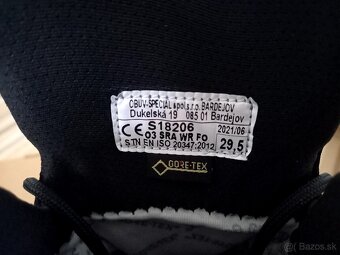 OBUV-ŠPECIÁL spol. s r.o. BARDEJOV
Dukelská 19 085 01 Bardejov
CE S18206 2021/06
O3 SRA WR FO
STN EN ISO 20347:2012 29,5
GORE-TEX
Bazos.sk